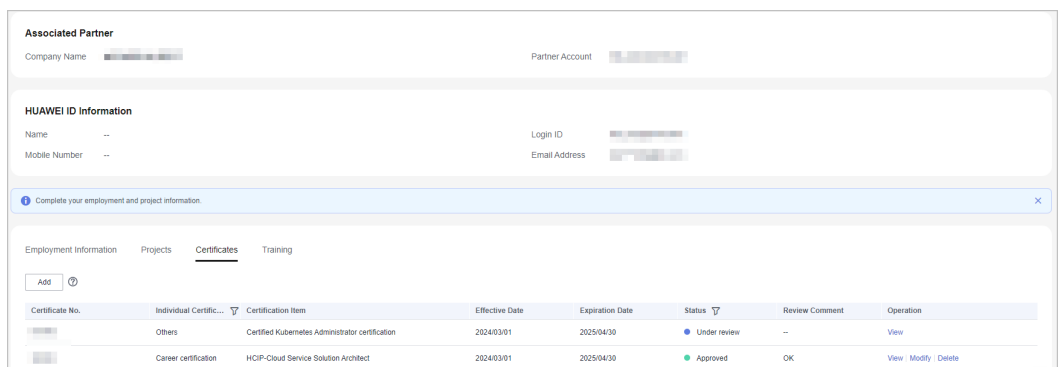 Associated Partner
Company Name Partner Account
HUAWEI ID Information
Name -- Login ID
Mobile Number -- Email Address
Complete your employment and project information.
Employment Information Projects Certificates Training
Add
Certificate No. Individual Certific... Certification Item Effective Date Expiration Date Status Review Comment Operation
Others Certified Kubernetes Administrator certification 2024/03/01 2025/04/30 Under review -- View
Career certification HCIP-Cloud Service Solution Architect 2024/03/01 2025/04/30 Approved OK View | Modify | Delete